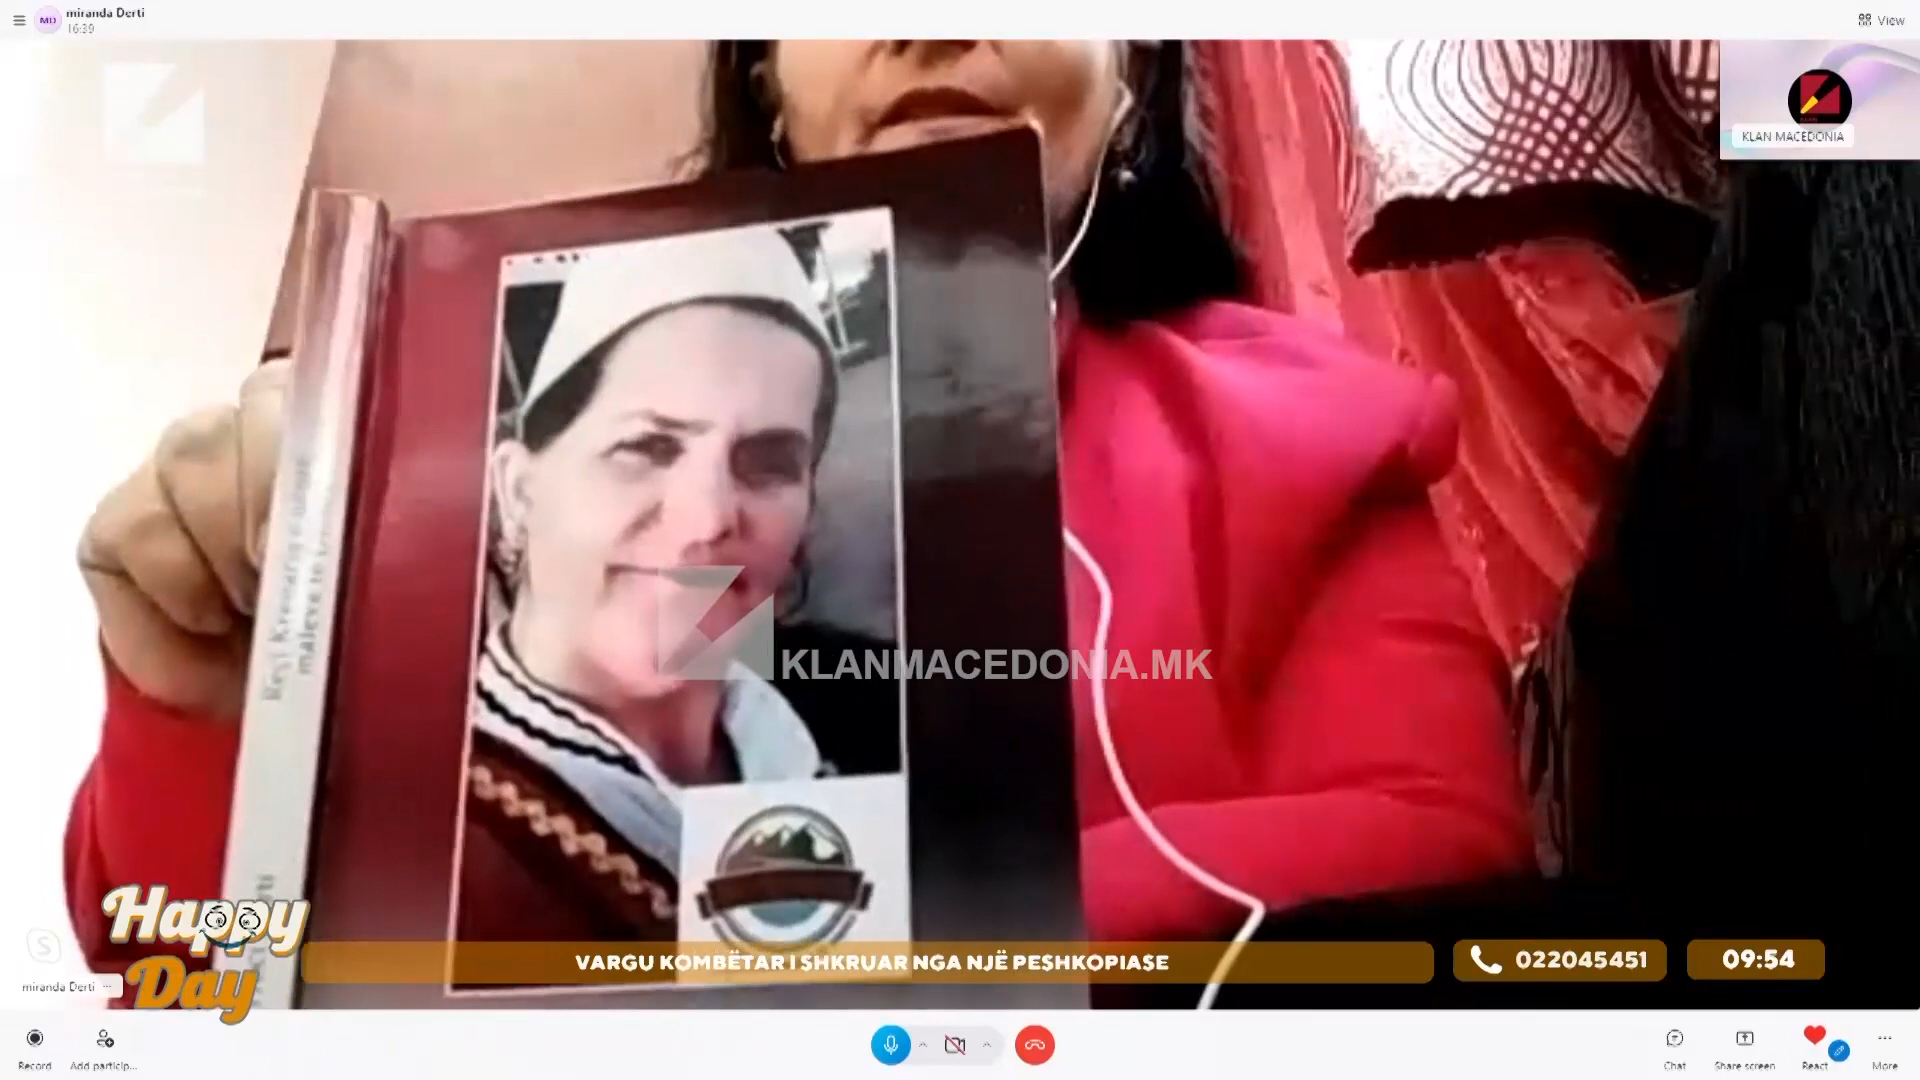 MD
miranda Derti
16:39
View
KLAN MACEDONIA
KLANMACEDONIA.MK
Happy
Day
VARGU KOMBËTAR I SHKRUAR NGA NJË PESHKOPIASE
022045451
09:54
miranda Derti
Record
Add particip...
Chat
Share screen
React
More